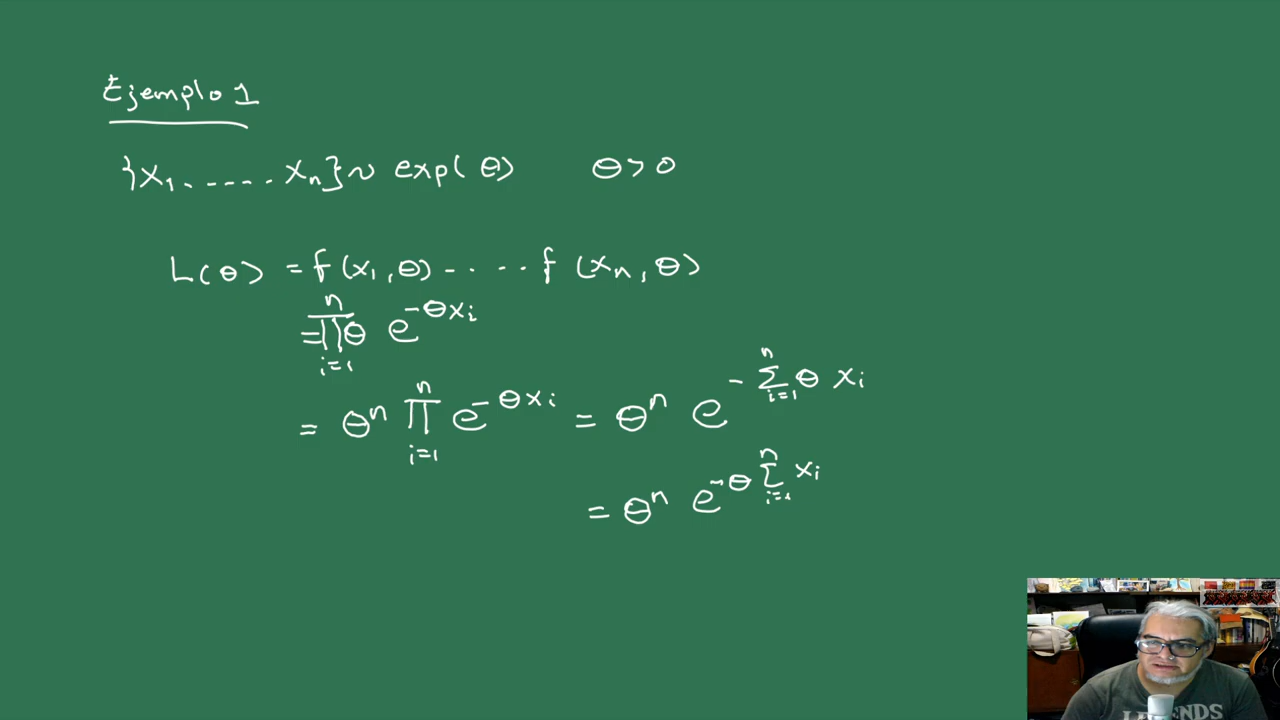 Ejemplo 1
{x₁ . ..... xₙ} ~ exp(θ)  θ > 0
L(θ) = f(x₁, θ) ..... f(xₙ, θ)
= ∏ᵢ₌₁ⁿ θ e^(-θxᵢ)
= θⁿ ∏ᵢ₌₁ⁿ e^(-θxᵢ) = θⁿ e^(-∑ᵢ₌₁ⁿ θ xᵢ)
= θⁿ e^(-θ ∑ᵢ₌₁ⁿ xᵢ)
LEGENDS